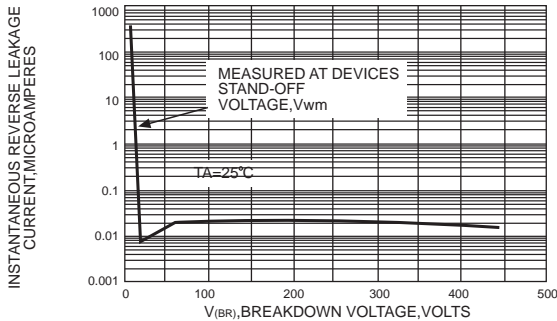 INSTANTANEOUS REVERSE LEAKAGE
CURRENT,MICROAMPERES
1000
100
10
1
0.1
0.01
0.001
MEASURED AT DEVICES
STAND-OFF
VOLTAGE,Vwm
TA=25℃
0 100 200 300 400 500
V(BR),BREAKDOWN VOLTAGE,VOLTS